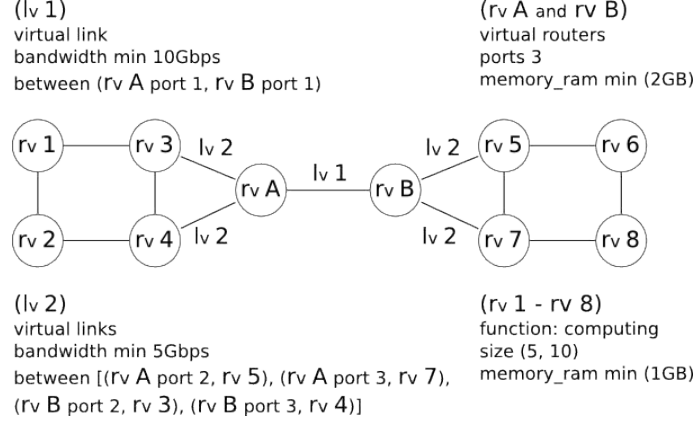 (lv 1)
virtual link
bandwidth min 10Gbps
between (rv A port 1, rv B port 1)
(rv A and rv B)
virtual routers
ports 3
memory_ram min (2GB)
rv 1
rv 3
lv 2
rv A
lv 1
rv B
lv 2
rv 5
rv 6
rv 2
rv 4
lv 2
lv 2
rv 7
rv 8
(lv 2)
virtual links
bandwidth min 5Gbps
between [(rv A port 2, rv 5), (rv A port 3, rv 7),
(rv B port 2, rv 3), (rv B port 3, rv 4)]
(rv 1 - rv 8)
function: computing
size (5, 10)
memory_ram min (1GB)